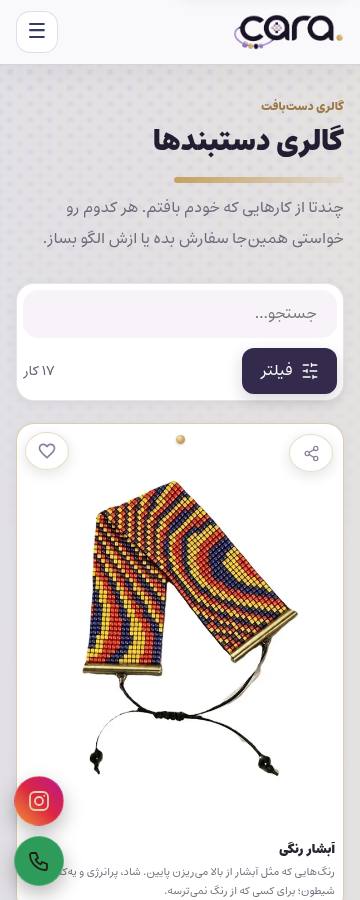 cara.
گالری دست‌بافت
گالری دستبندها
چندتا از کارهایی که خودم بافتم. هر کدوم رو
خواستی همین‌جا سفارش بده یا ازش الگو بساز.
جستجو...
فیلتر
۱۷ کار
آبشار رنگی
رنگ‌هایی که مثل آبشار از بالا می‌ریزن پایین. شاد، پرانرژی و
شیطون؛ برای کسی که از رنگ نمی‌ترسه.